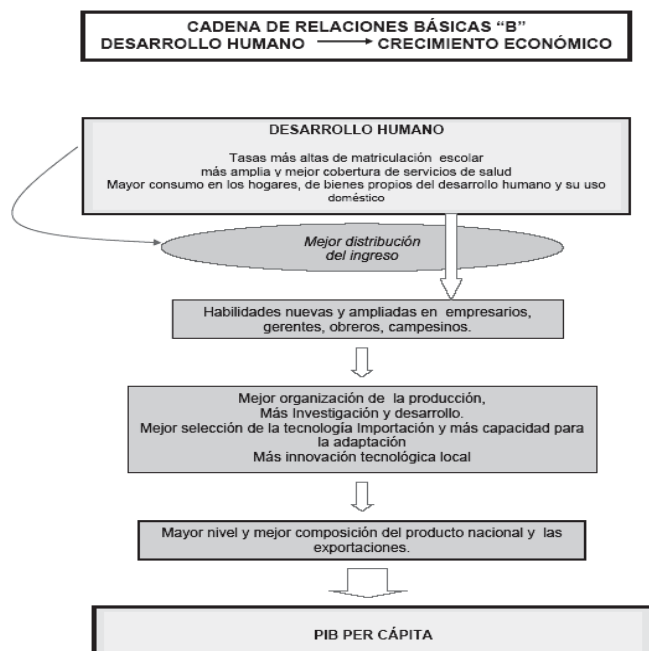 CADENA DE RELACIONES BÁSICAS “B”
DESARROLLO HUMANO → CRECIMIENTO ECONÓMICO
DESARROLLO HUMANO
Tasas más altas de matriculación escolar
más amplia y mejor cobertura de servicios de salud
Mayor consumo en los hogares, de bienes propios del desarrollo humano y su uso
doméstico
Mejor distribución
del ingreso
Habilidades nuevas y ampliadas en empresarios,
gerentes, obreros, campesinos.
Mejor organización de la producción,
Más Investigación y desarrollo.
Mejor selección de la tecnología Importación y más capacidad para
la adaptación
Más innovación tecnológica local
Mayor nivel y mejor composición del producto nacional y las
exportaciones.
PIB PER CÁPITA